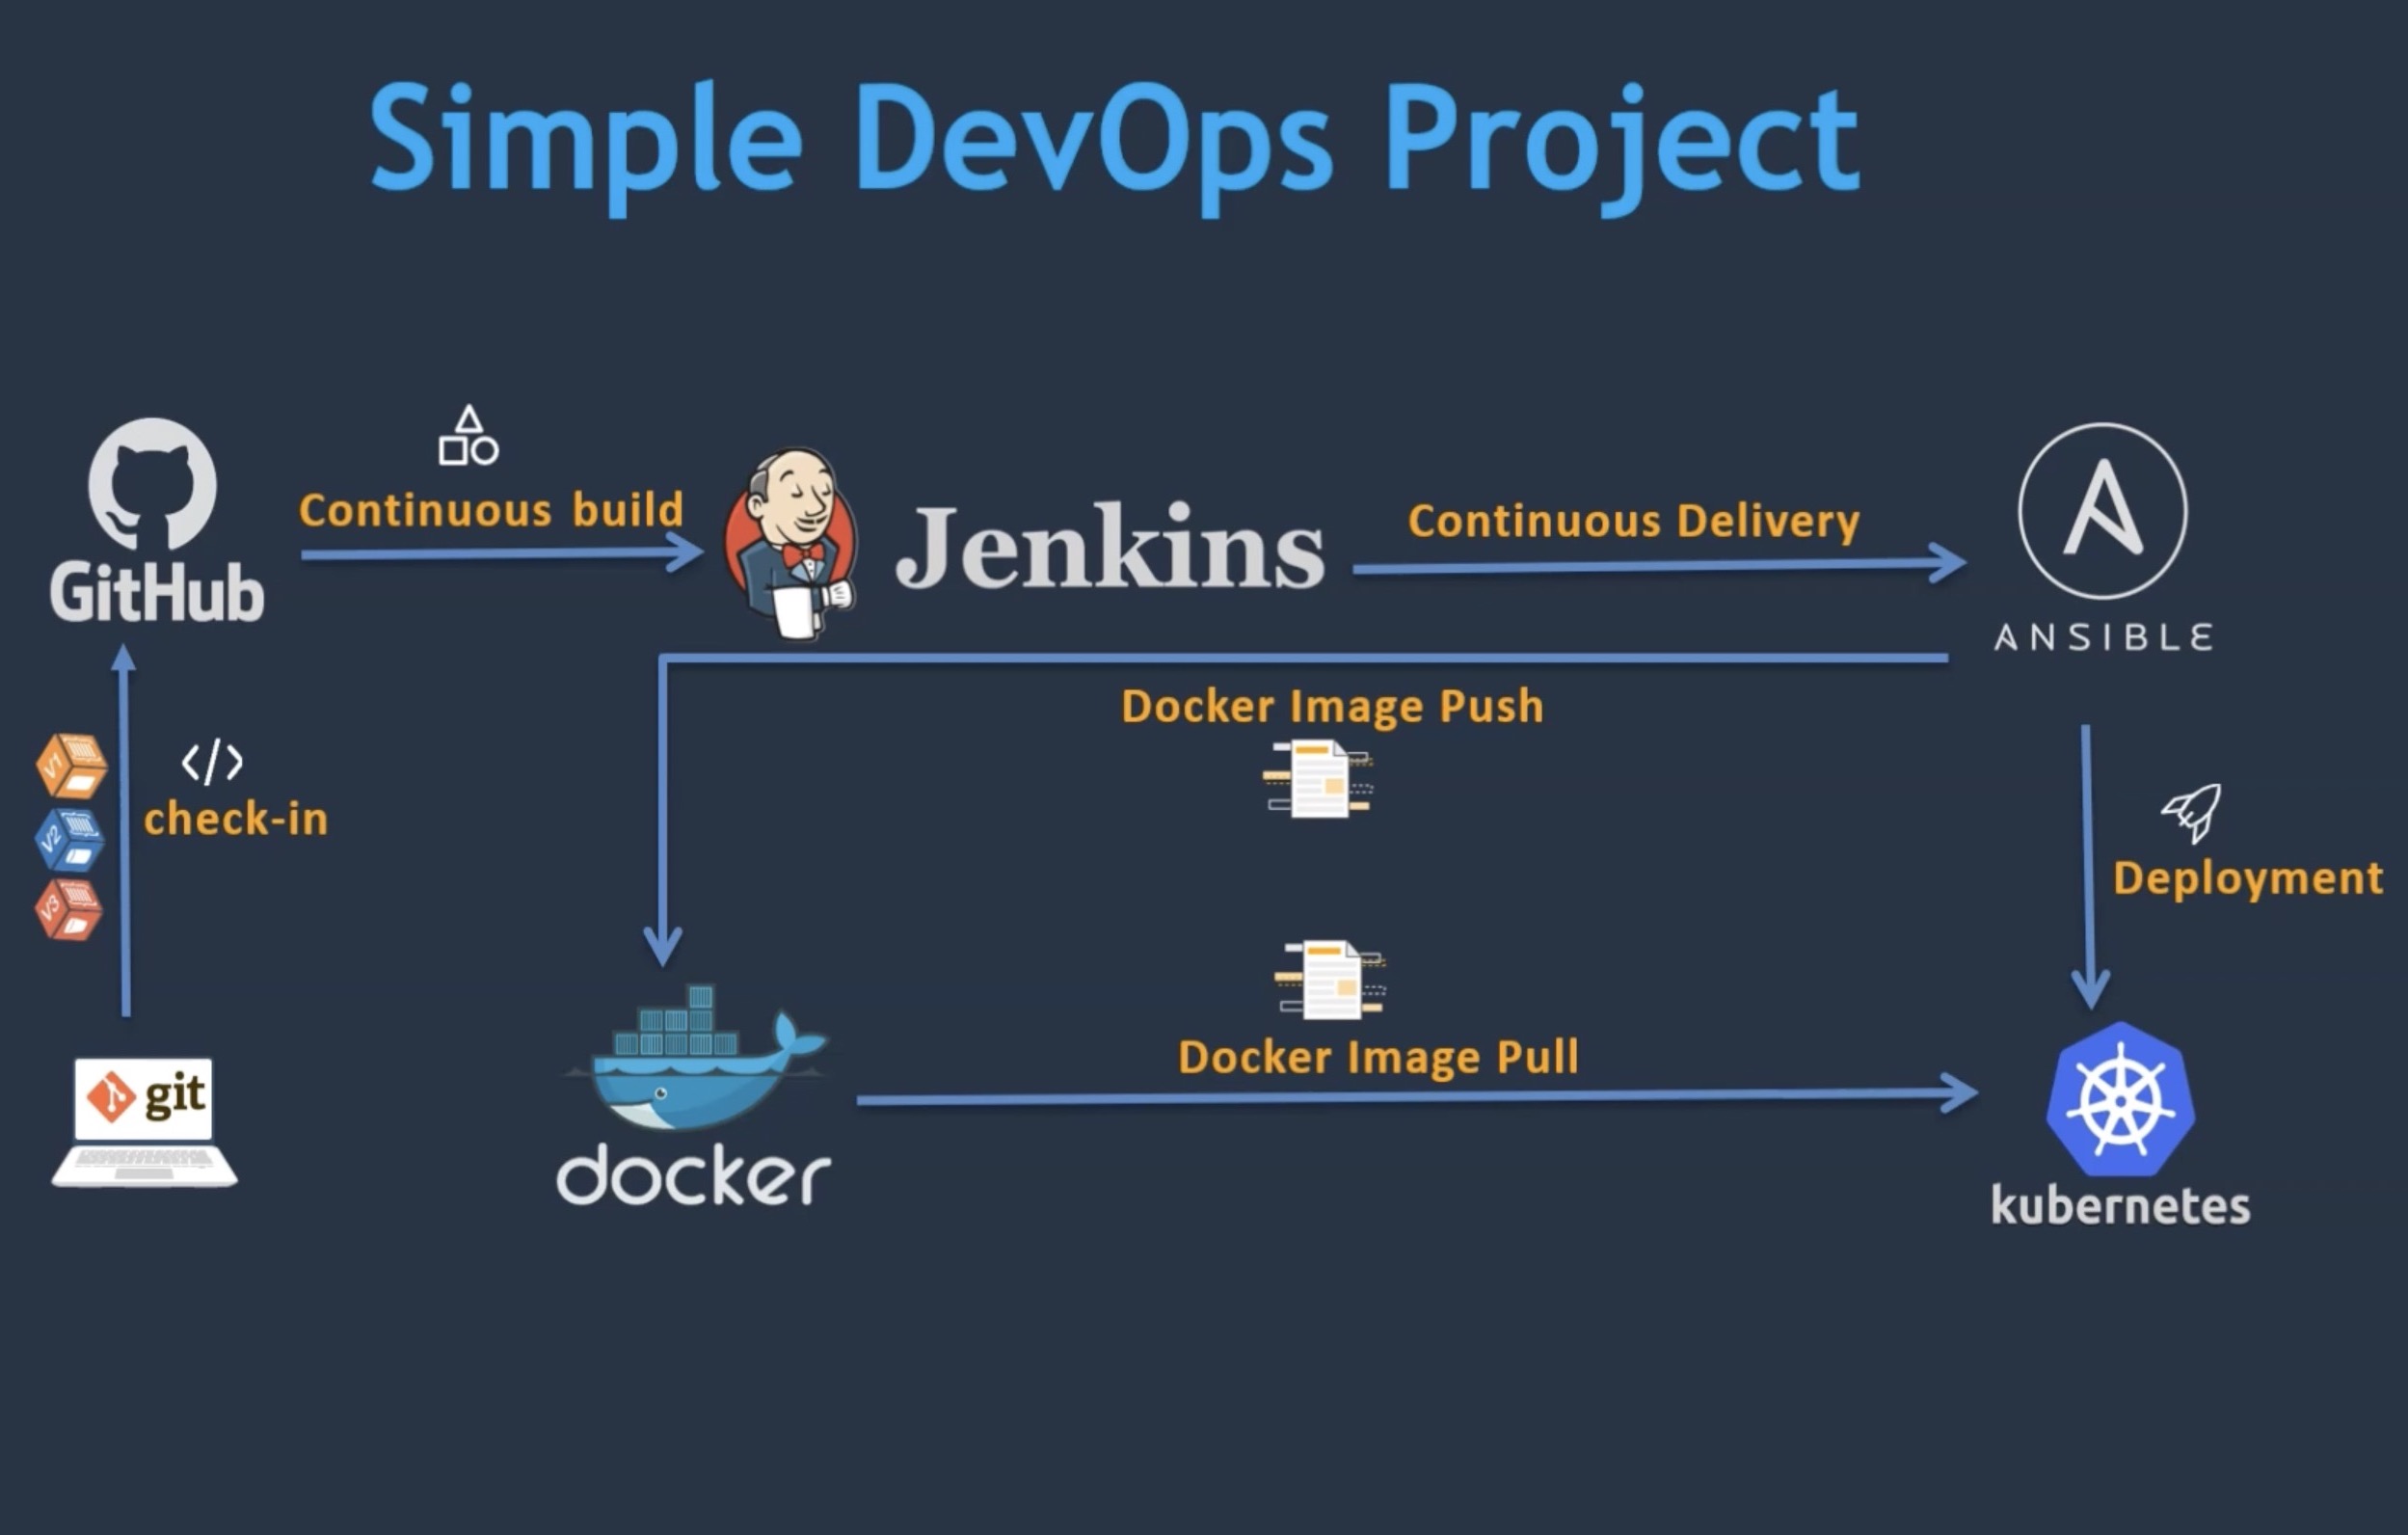 Simple DevOps Project
GitHub
Continuous build
Jenkins
Continuous Delivery
A
ANSIBLE
Docker Image Push
V1
V2
V3
</>
check-in
Deployment
git
docker
Docker Image Pull
kubernetes